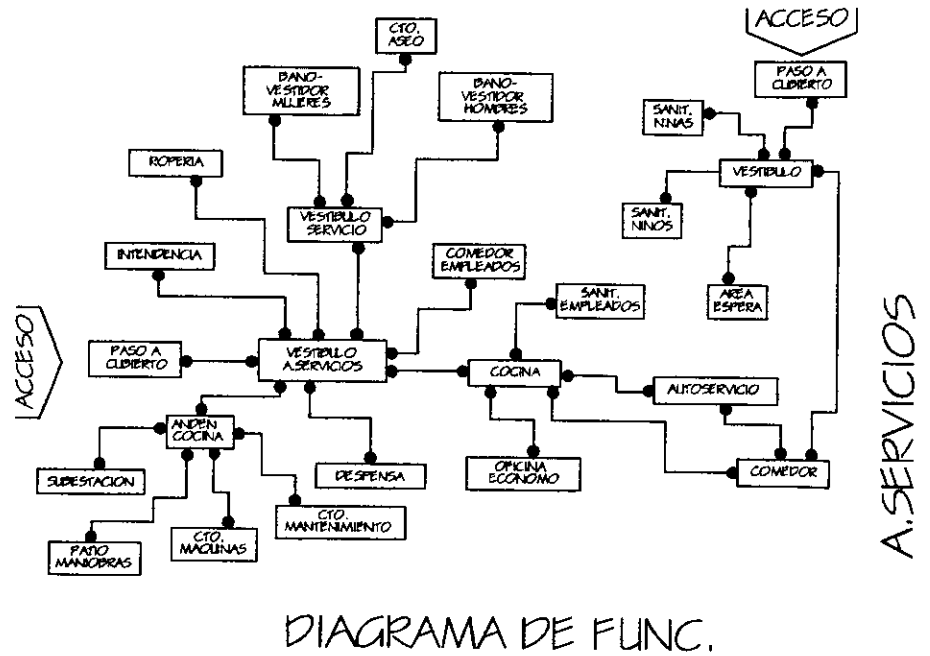 ACCESO
CTO.
ASEO
BANO-
VESTIDOR
MUJERES
BANO-
VESTIDOR
HOMBRES
PASO A
CUBIERTO
SANIT.
NINAS
ROPERIA
VESTIBULO
SANIT.
NINOS
VESTIBULO
SERVICIO
INTENDENCIA
COMEDOR
EMPLEADOS
SANIT.
EMPLEADOS
AREA
ESPERA
ACCESO
PASO A
CUBIERTO
VESTIBULO
A.SERVICIOS
COCINA
AUTOSERVICIO
ANDEN
COCINA
SUBESTACION
DESPENSA
OFICINA
ECONOMO
COMEDOR
PATIO
MANIOBRAS
CTO.
MAQUINAS
CTO.
MANTENIMIENTO
A.SERVICIOS
DIAGRAMA DE FUNC.